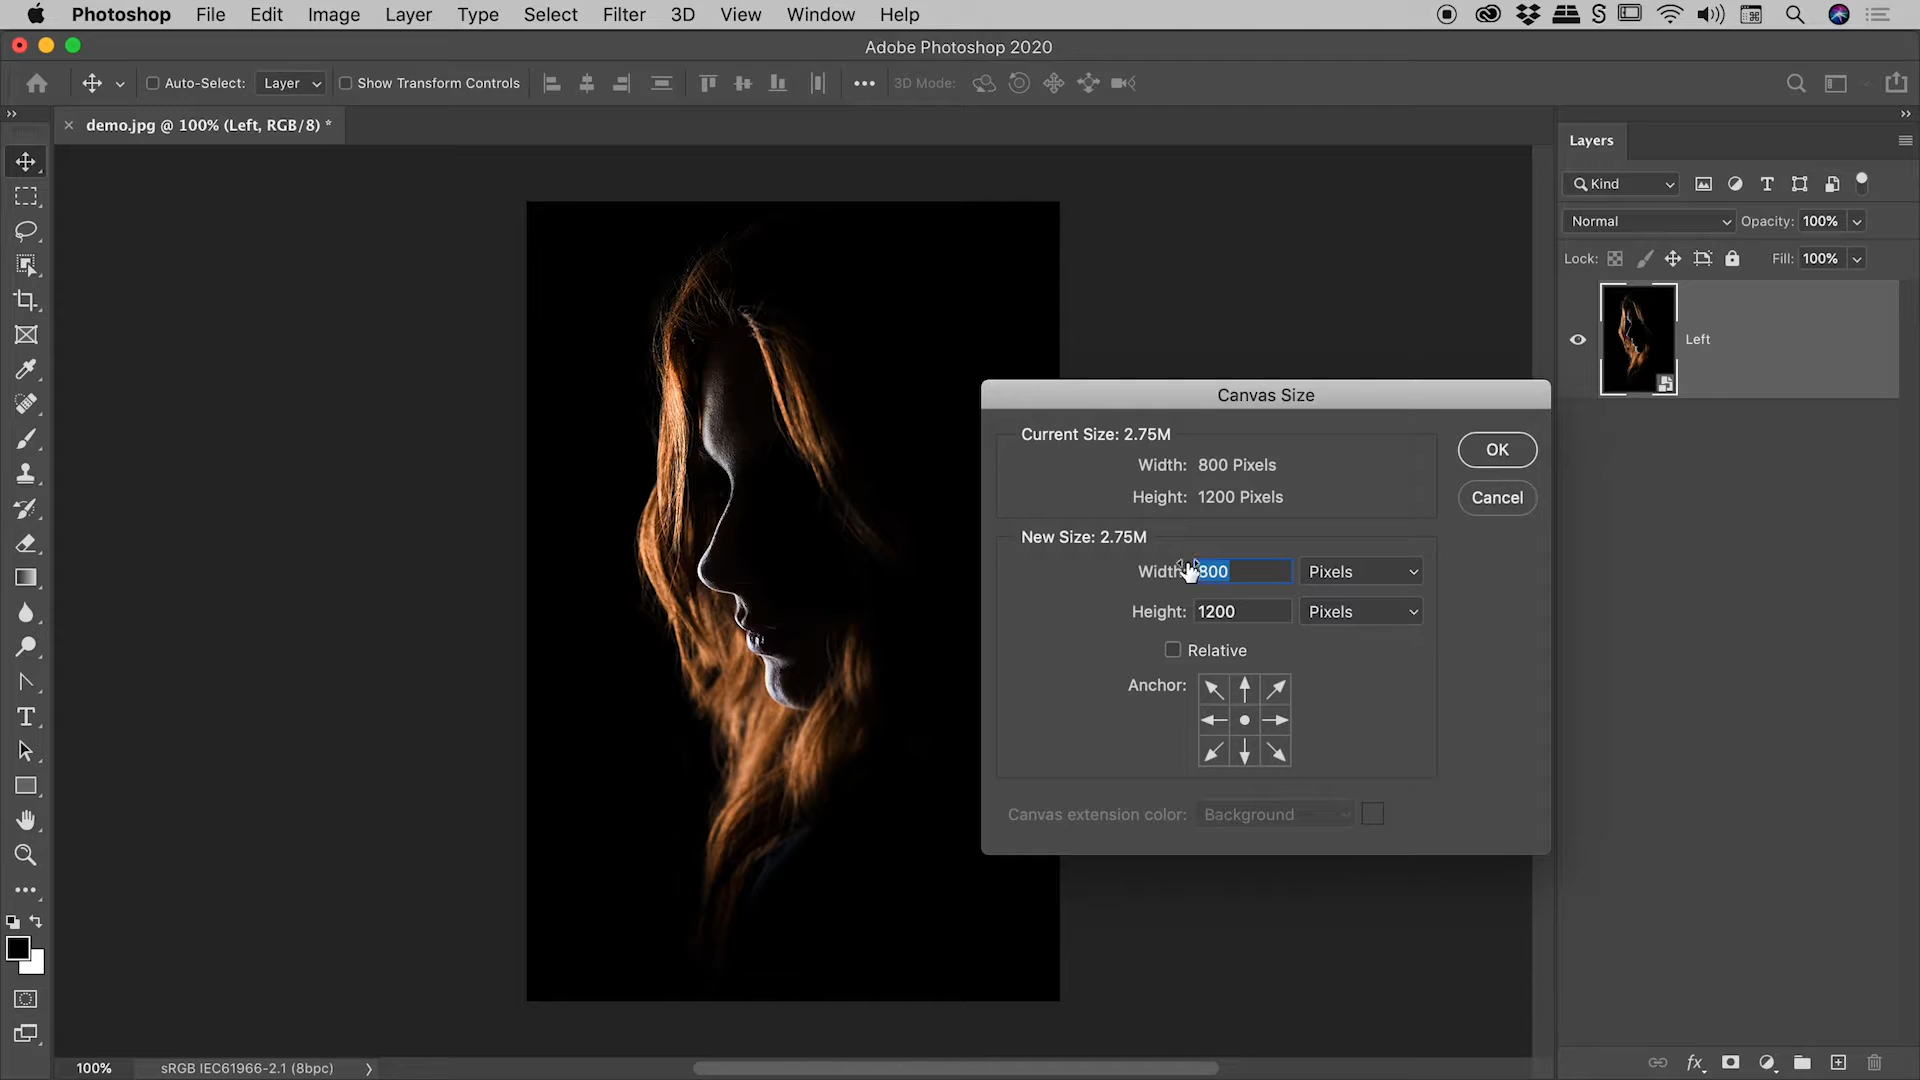 Photoshop File Edit Image Layer Type Select Filter 3D View Window Help
Adobe Photoshop 2020
Auto-Select: Layer Show Transform Controls 3D Mode:
demo.jpg @ 100% (Left, RGB/8) *
Layers
Kind
Normal Opacity: 100%
Lock: Fill: 100%
Left
Canvas Size
Current Size: 2.75M
Width: 800 Pixels
Height: 1200 Pixels
OK
Cancel
New Size: 2.75M
Width: 800 Pixels
Height: 1200 Pixels
Relative
Anchor:
Canvas extension color: Background
100% sRGB IEC61966-2.1 (8bpc)
fx